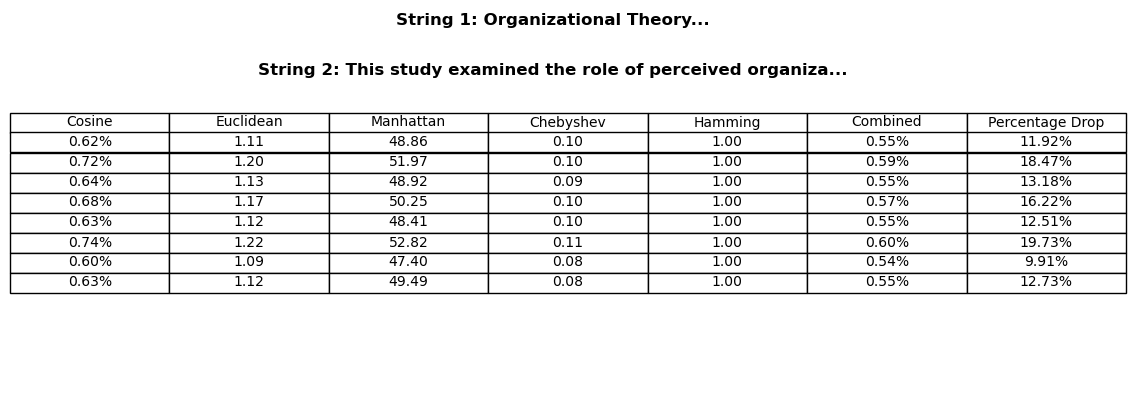 String 1: Organizational Theory...
String 2: This study examined the role of perceived organiza...
Cosine Euclidean Manhattan Chebyshev Hamming Combined Percentage Drop
0.62% 1.11 48.86 0.10 1.00 0.55% 11.92%
0.72% 1.20 51.97 0.10 1.00 0.59% 18.47%
0.64% 1.13 48.92 0.09 1.00 0.55% 13.18%
0.68% 1.17 50.25 0.10 1.00 0.57% 16.22%
0.63% 1.12 48.41 0.10 1.00 0.55% 12.51%
0.74% 1.22 52.82 0.11 1.00 0.60% 19.73%
0.60% 1.09 47.40 0.08 1.00 0.54% 9.91%
0.63% 1.12 49.49 0.08 1.00 0.55% 12.73%